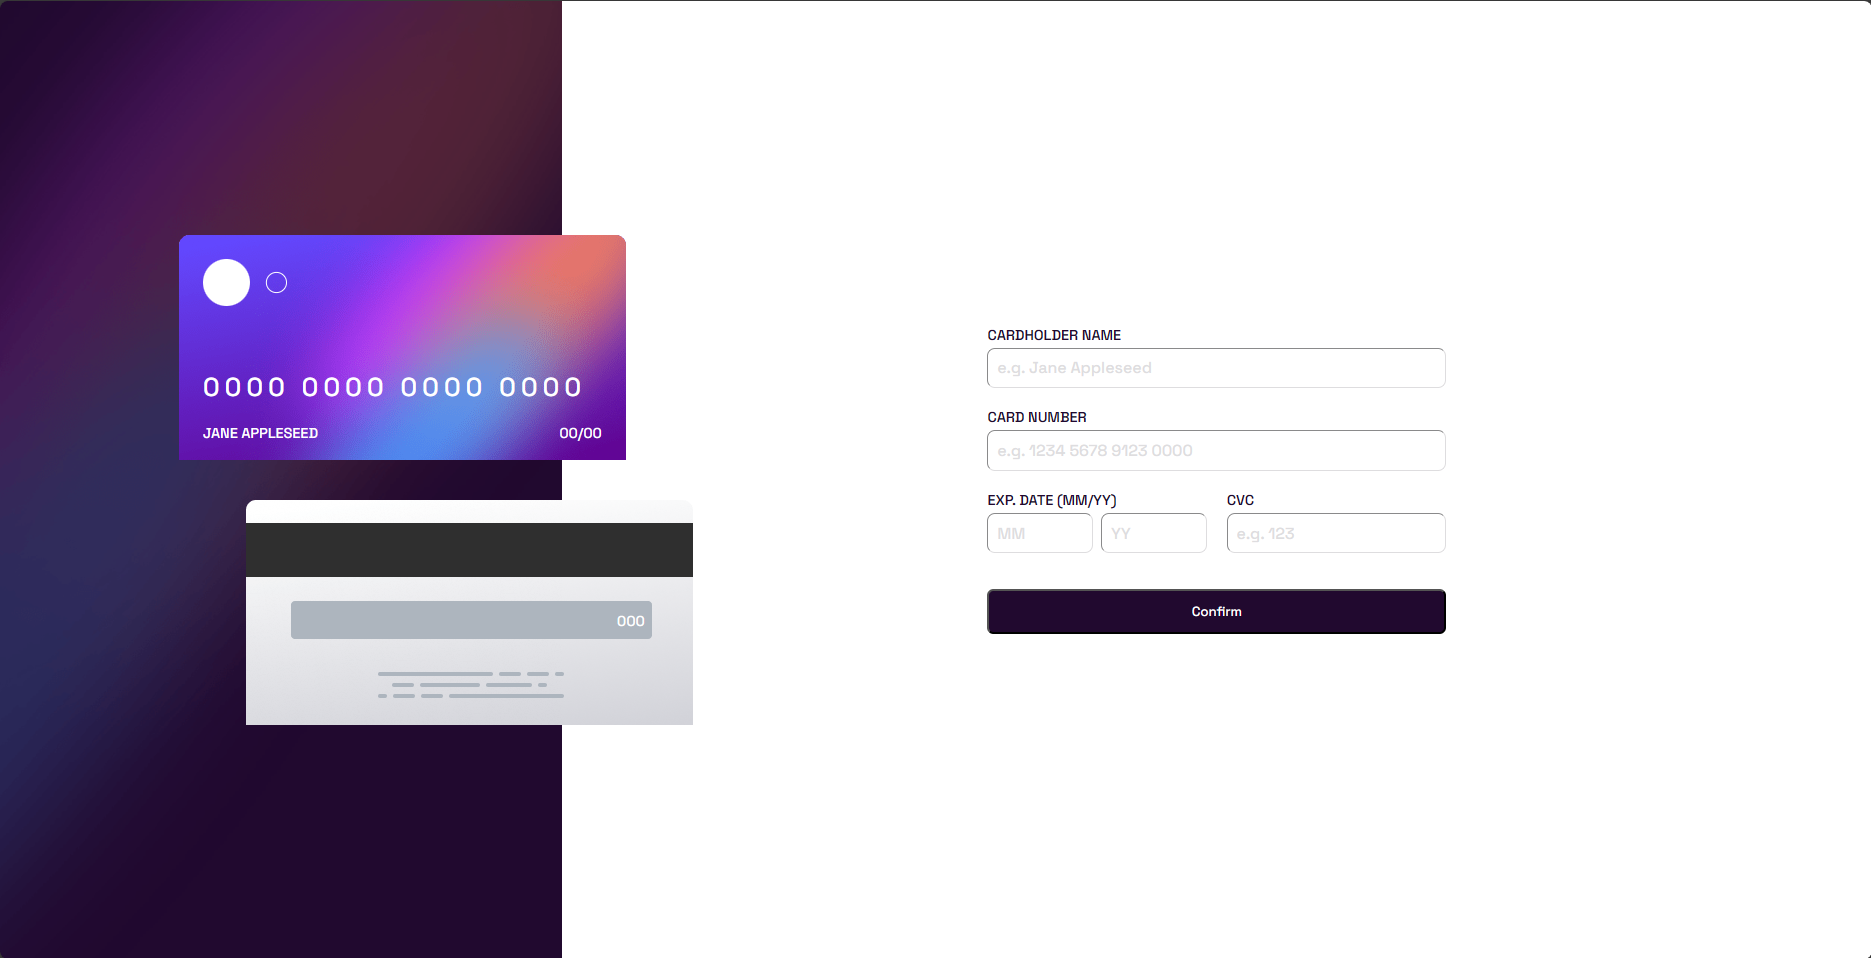 0000 0000 0000 0000
JANE APPLESEED 00/00
000
CARDHOLDER NAME
e.g. Jane Appleseed
CARD NUMBER
e.g. 1234 5678 9123 0000
EXP. DATE (MM/YY) CVC
MM YY e.g. 123
Confirm